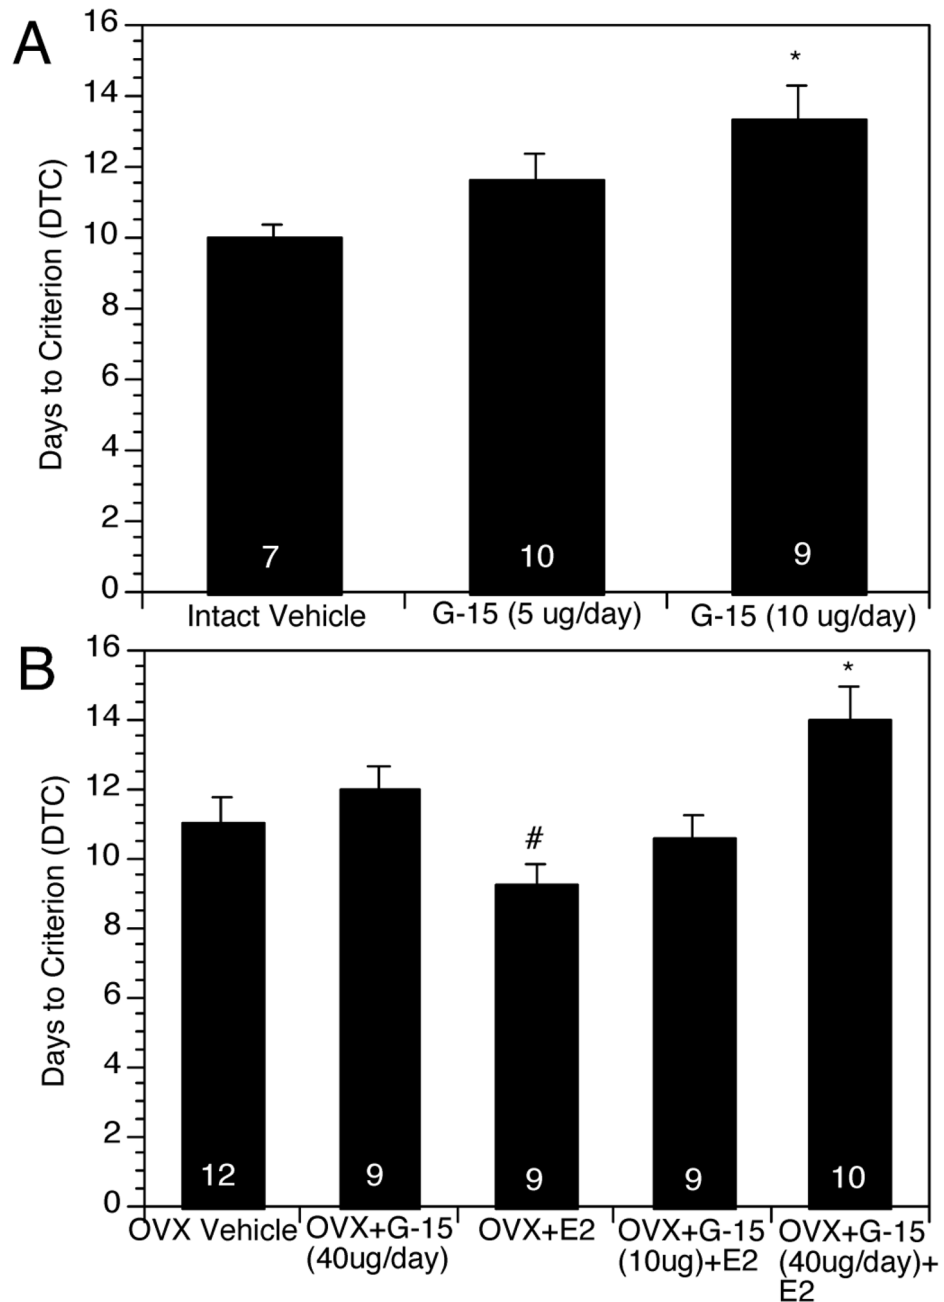 A
16
14
12
10
8
6
4
2
0
Days to Criterion (DTC)
*
7
10
9
Intact Vehicle
G-15 (5 ug/day)
G-15 (10 ug/day)
B
16
14
12
10
8
6
4
2
0
Days to Criterion (DTC)
#
*
12
9
9
9
10
OVX Vehicle
OVX+G-15
(40ug/day)
OVX+E2
OVX+G-15
(10ug)+E2
OVX+G-15
(40ug/day)+
E2